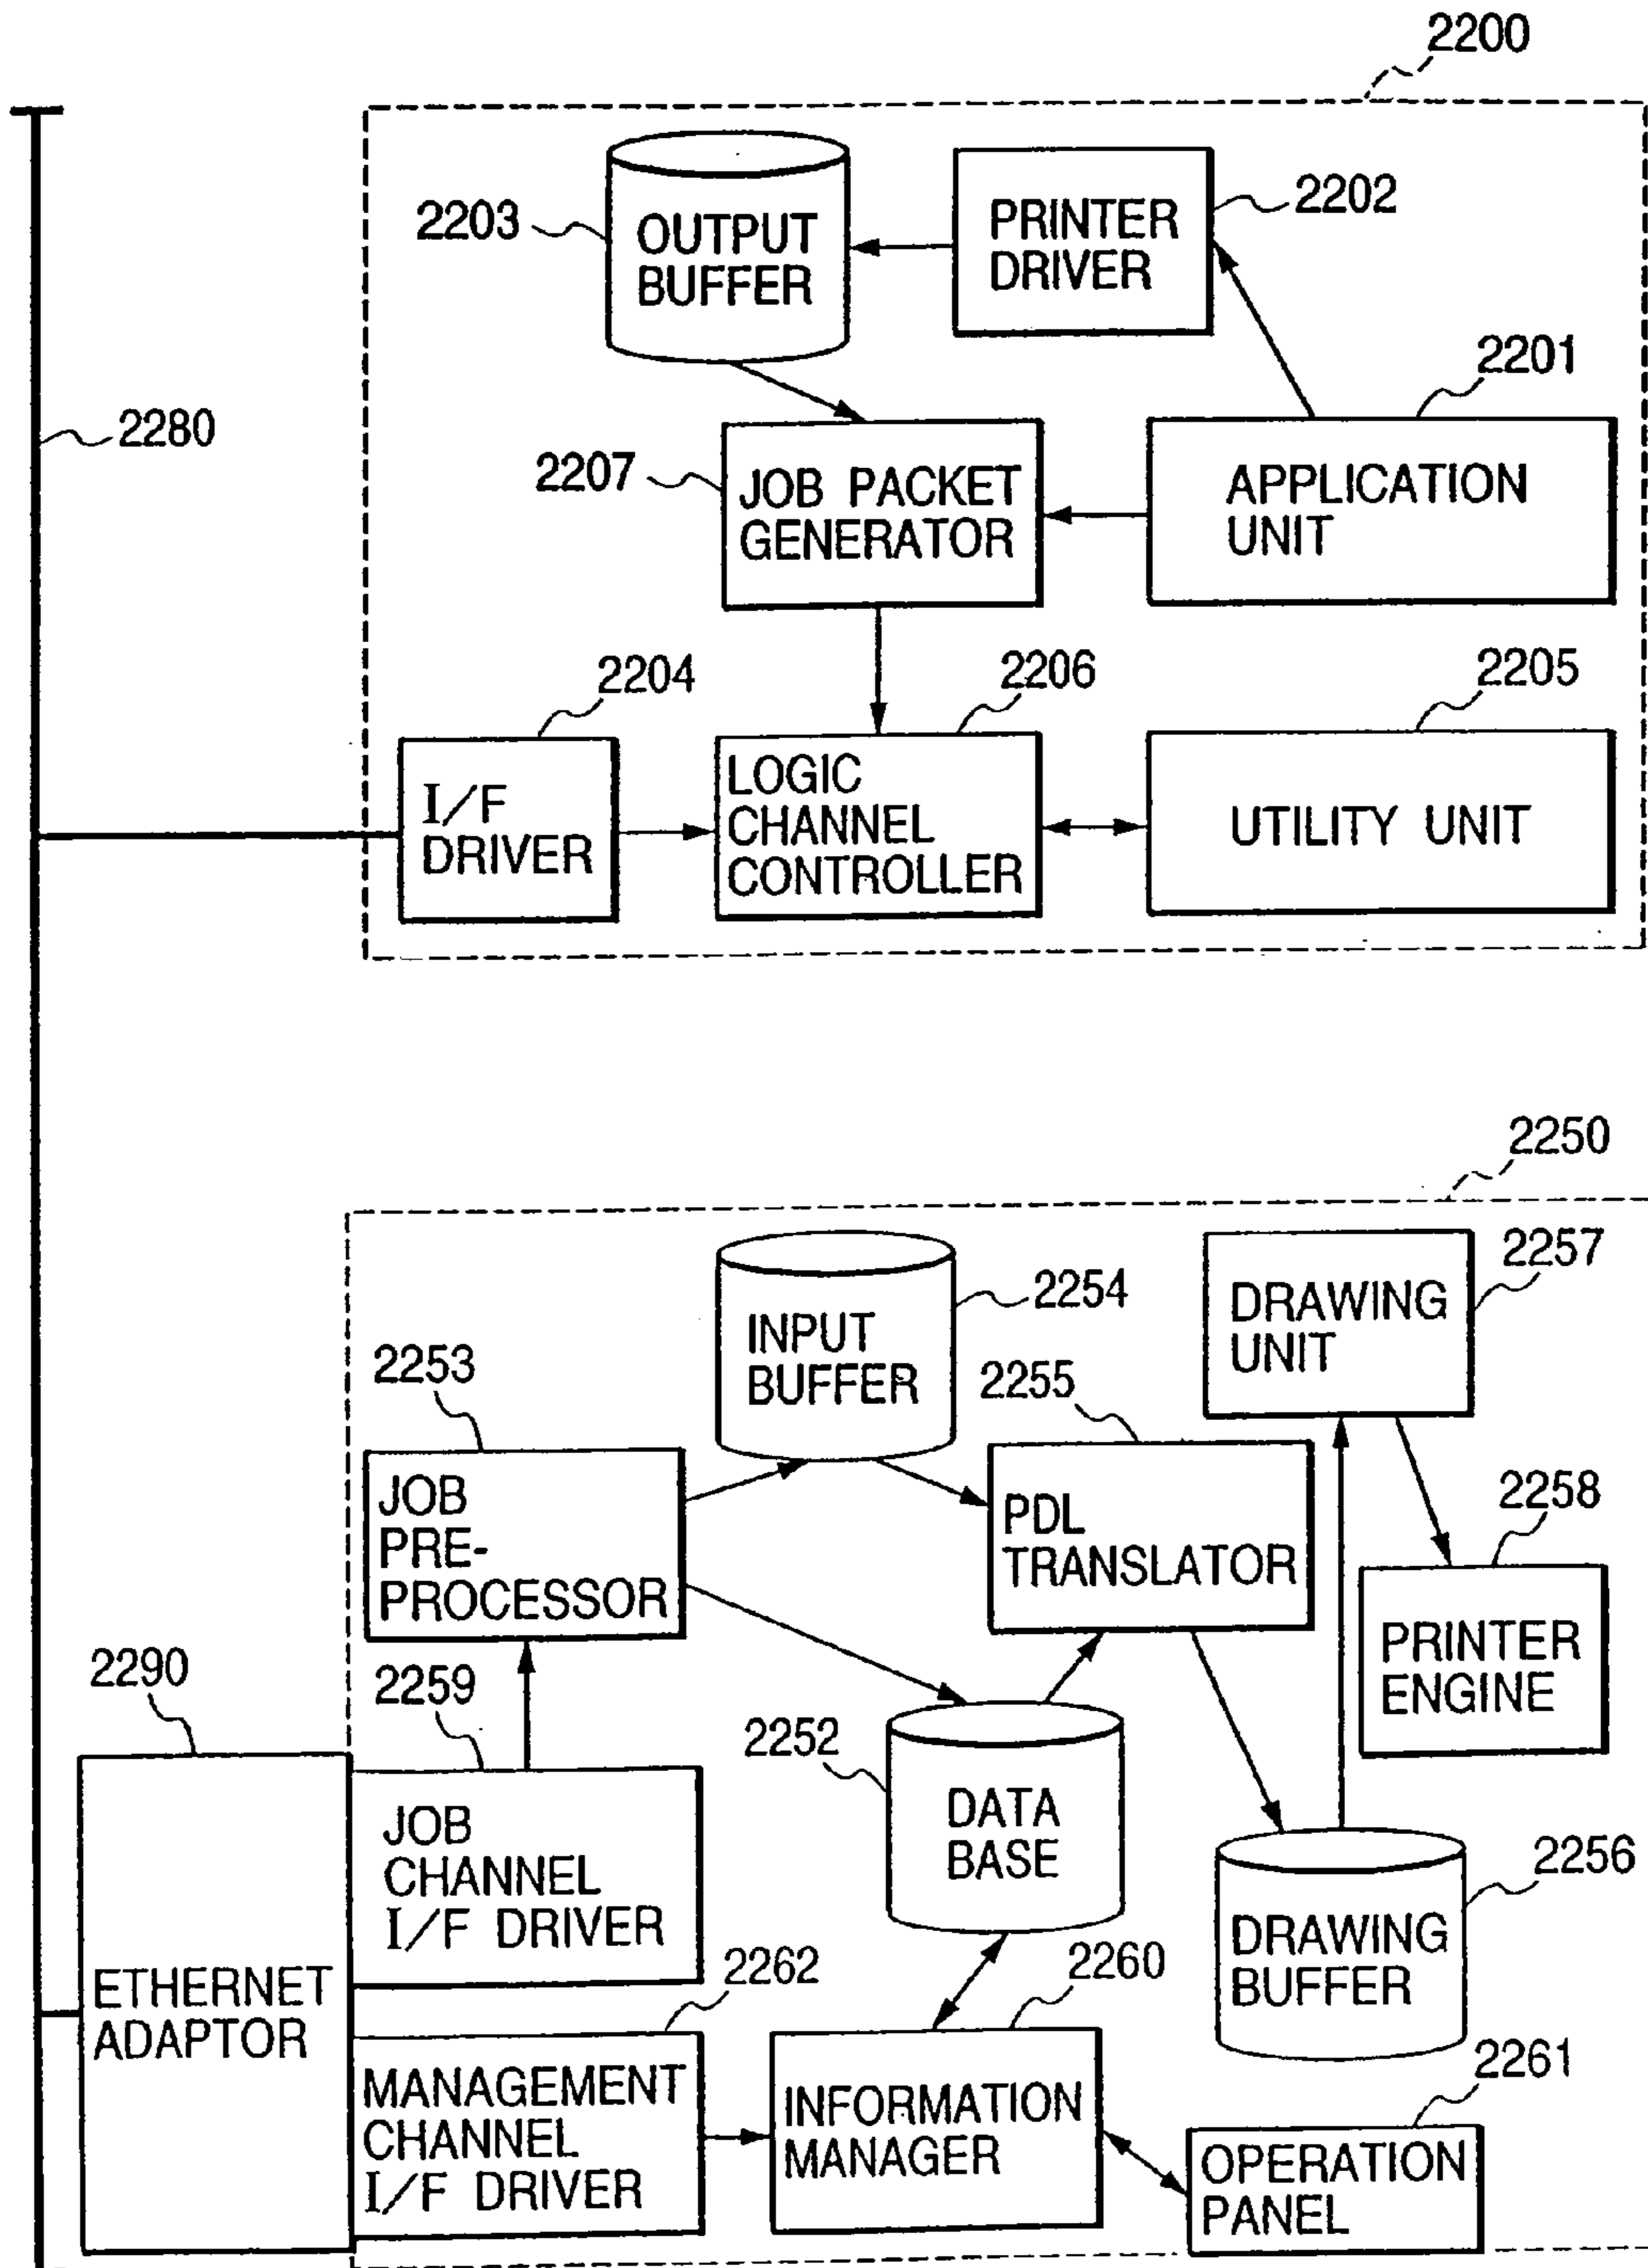 2200
2203
OUTPUT
BUFFER
PRINTER
DRIVER
2202
2280
2201
2207
JOB PACKET
GENERATOR
APPLICATION
UNIT
2204
2206
2205
I/F
DRIVER
LOGIC
CHANNEL
CONTROLLER
UTILITY UNIT
2250
2257
2254
INPUT
BUFFER
DRAWING
UNIT
2253
2255
JOB
PRE-
PROCESSOR
PDL
TRANSLATOR
2258
PRINTER
ENGINE
2290
2259
2252
DATA
BASE
JOB
CHANNEL
I/F DRIVER
2256
DRAWING
BUFFER
ETHERNET
ADAPTOR
2262
2260
2261
MANAGEMENT
CHANNEL
I/F DRIVER
INFORMATION
MANAGER
OPERATION
PANEL